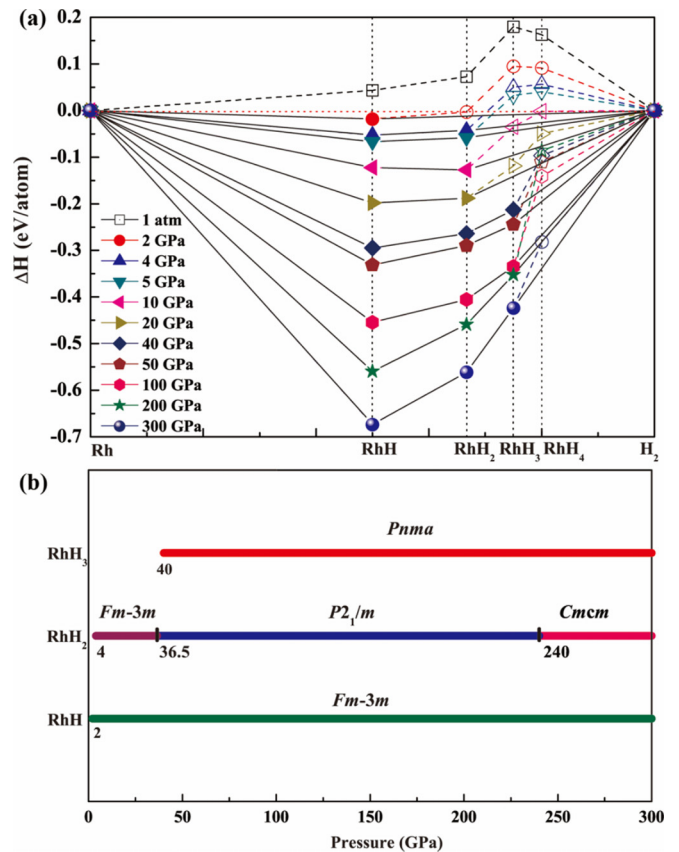 (a)
0.2
0.1
0.0
-0.1
-0.2
-0.3
-0.4
-0.5
-0.6
-0.7
ΔH (eV/atom)
1 atm
2 GPa
4 GPa
5 GPa
10 GPa
20 GPa
40 GPa
50 GPa
100 GPa
200 GPa
300 GPa
Rh RhH RhH₂ RhH₃ RhH₄ H₂
(b)
Pnma
RhH₃
40
Fm-3m P2₁/m Cmcm
RhH₂
4 36.5 240
Fm-3m
RhH
2
0 50 100 150 200 250 300
Pressure (GPa)